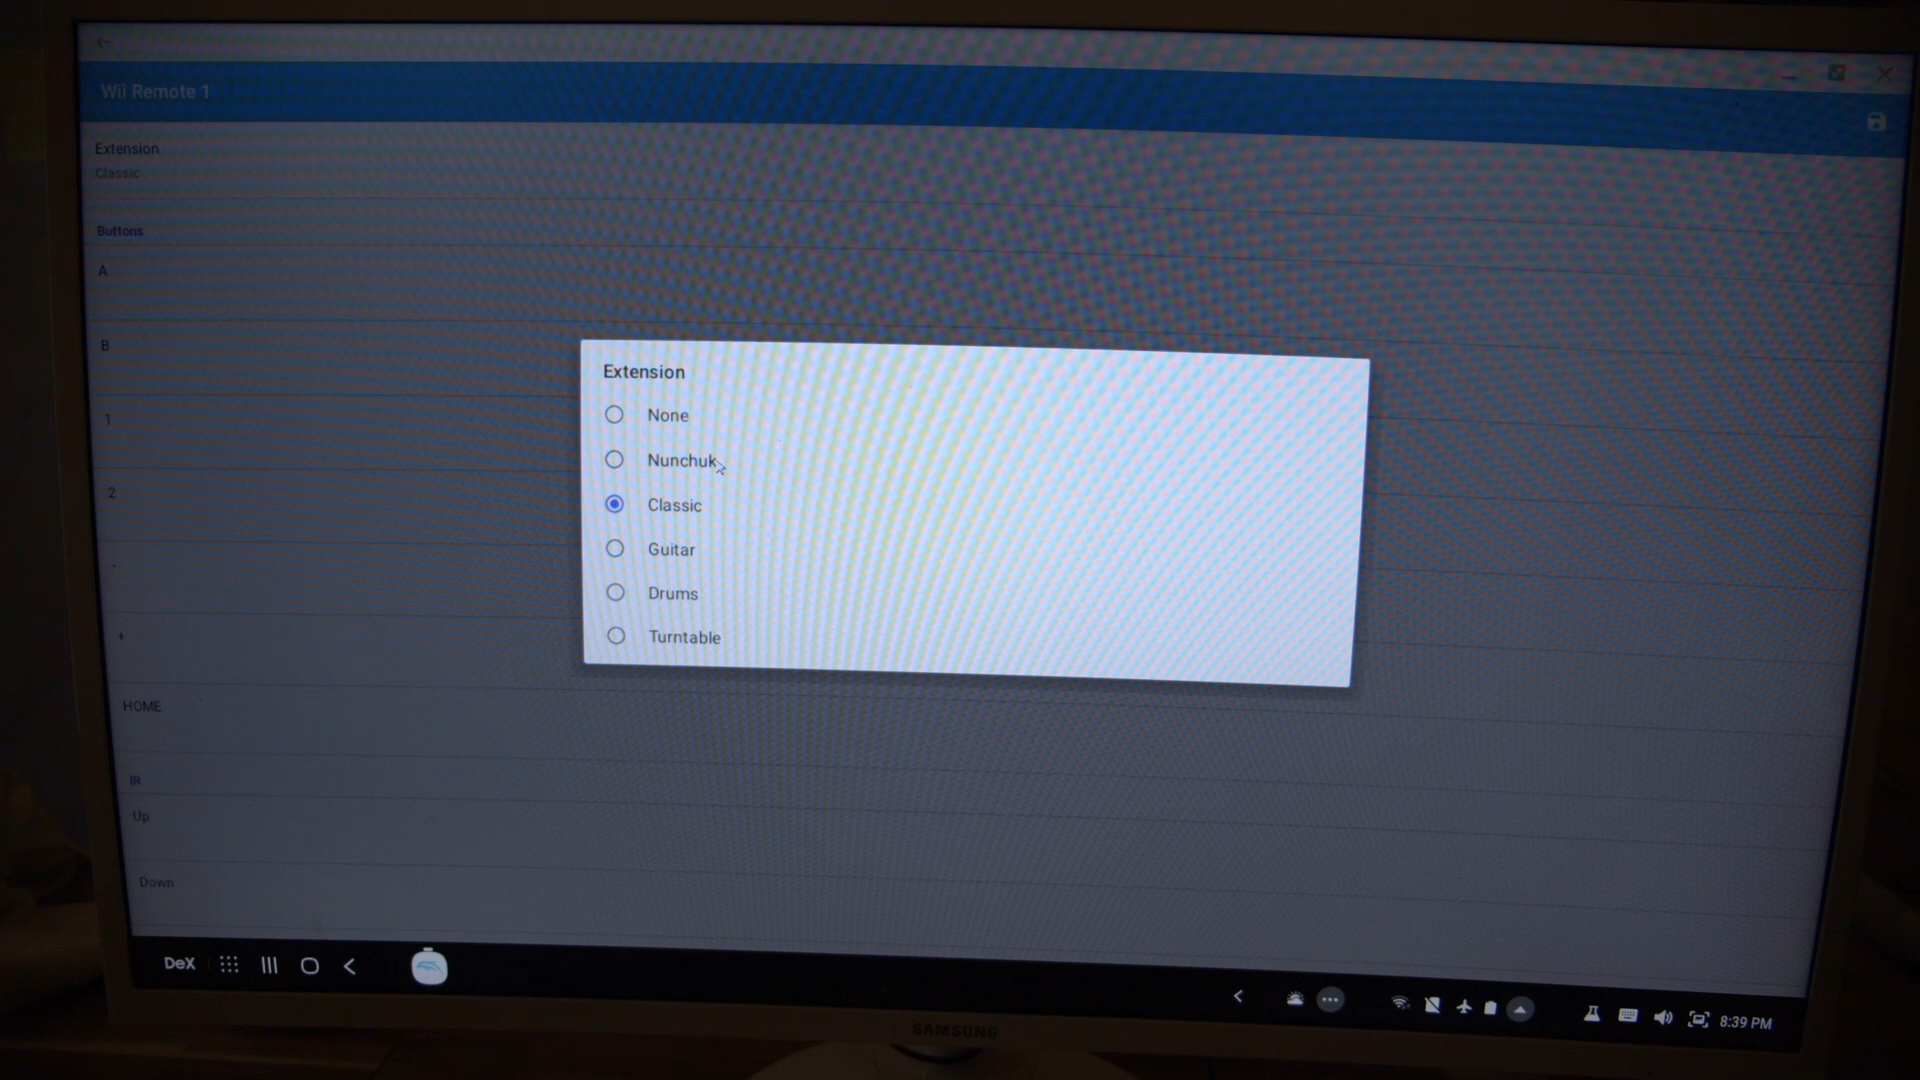 Wii Remote 1
Extension
Classic
Buttons
A
B
1
2
-
+
HOME
IR
Up
Down
Extension
None
Nunchuk
Classic
Guitar
Drums
Turntable
DeX
8:39 PM
SAMSUNG